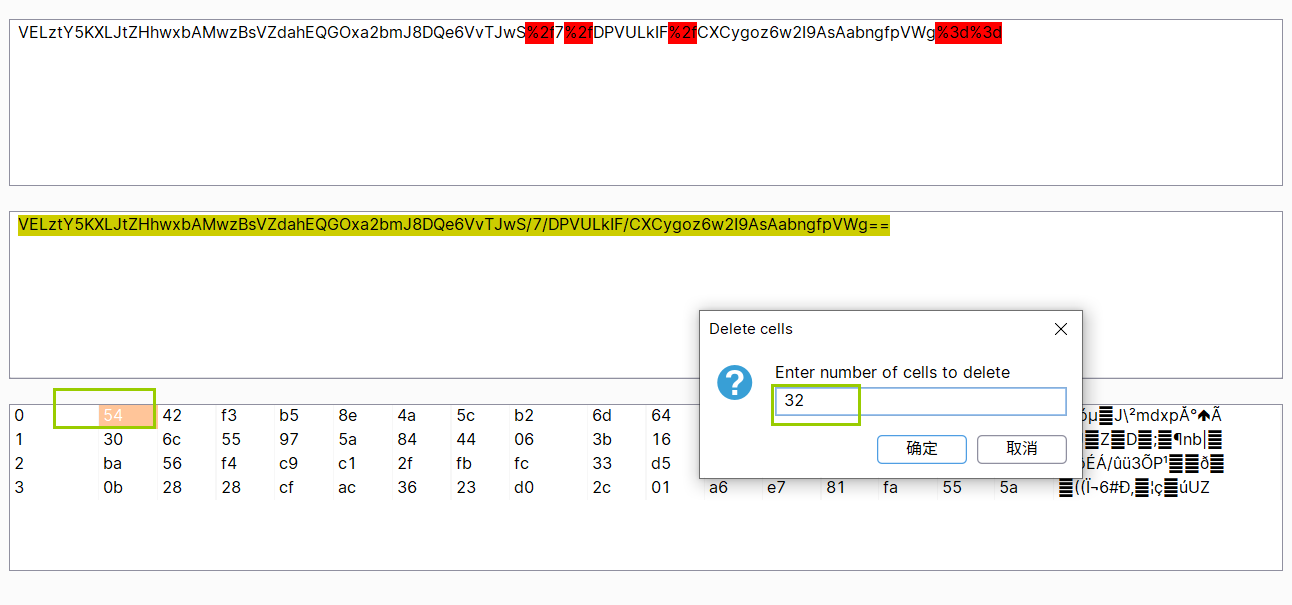 VELztY5KXLJtZHhwxbAMwzBsVZdahEQGOxa2bmJ8DQe6VvTJwS%2f7%2fDPVULkIF%2fCXCygoz6w2I9AsAabngfpVWg%3d%3d
VELztY5KXLJtZHhwxbAMwzBsVZdahEQGOxa2bmJ8DQe6VvTJwS/7/DPVULkIF/CXCygoz6w2I9AsAabngfpVWg==
Delete cells
Enter number of cells to delete
32
确定 取消
0 54 42 f3 b5 8e 4a 5c b2 6d 64 óµ█J\²mdxpÅ°🡅Ã
1 30 6c 55 97 5a 84 44 06 3b 16 █Z█D█;█¶nb|█
2 ba 56 f4 c9 c1 2f fb fc 33 d5 ÉÁ/ûü3ÕP¹██ð█
3 0b 28 28 cf ac 36 23 d0 2c 01 a6 e7 81 fa 55 5a █((Ï¬6#Ð,█¦ç█úUZ